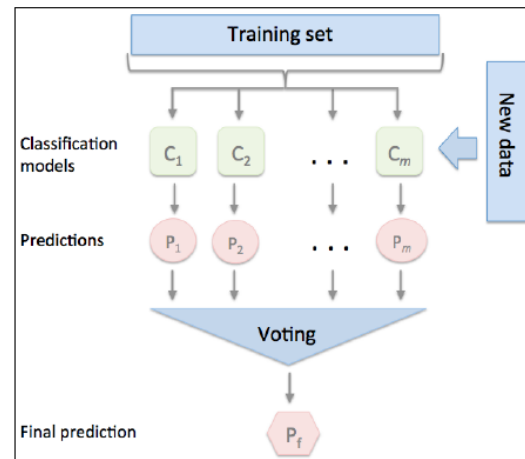 Training set
New data
Classification
models
C1 C2 . . . Cm
Predictions
P1 P2 . . . Pm
Voting
Final prediction
Pf